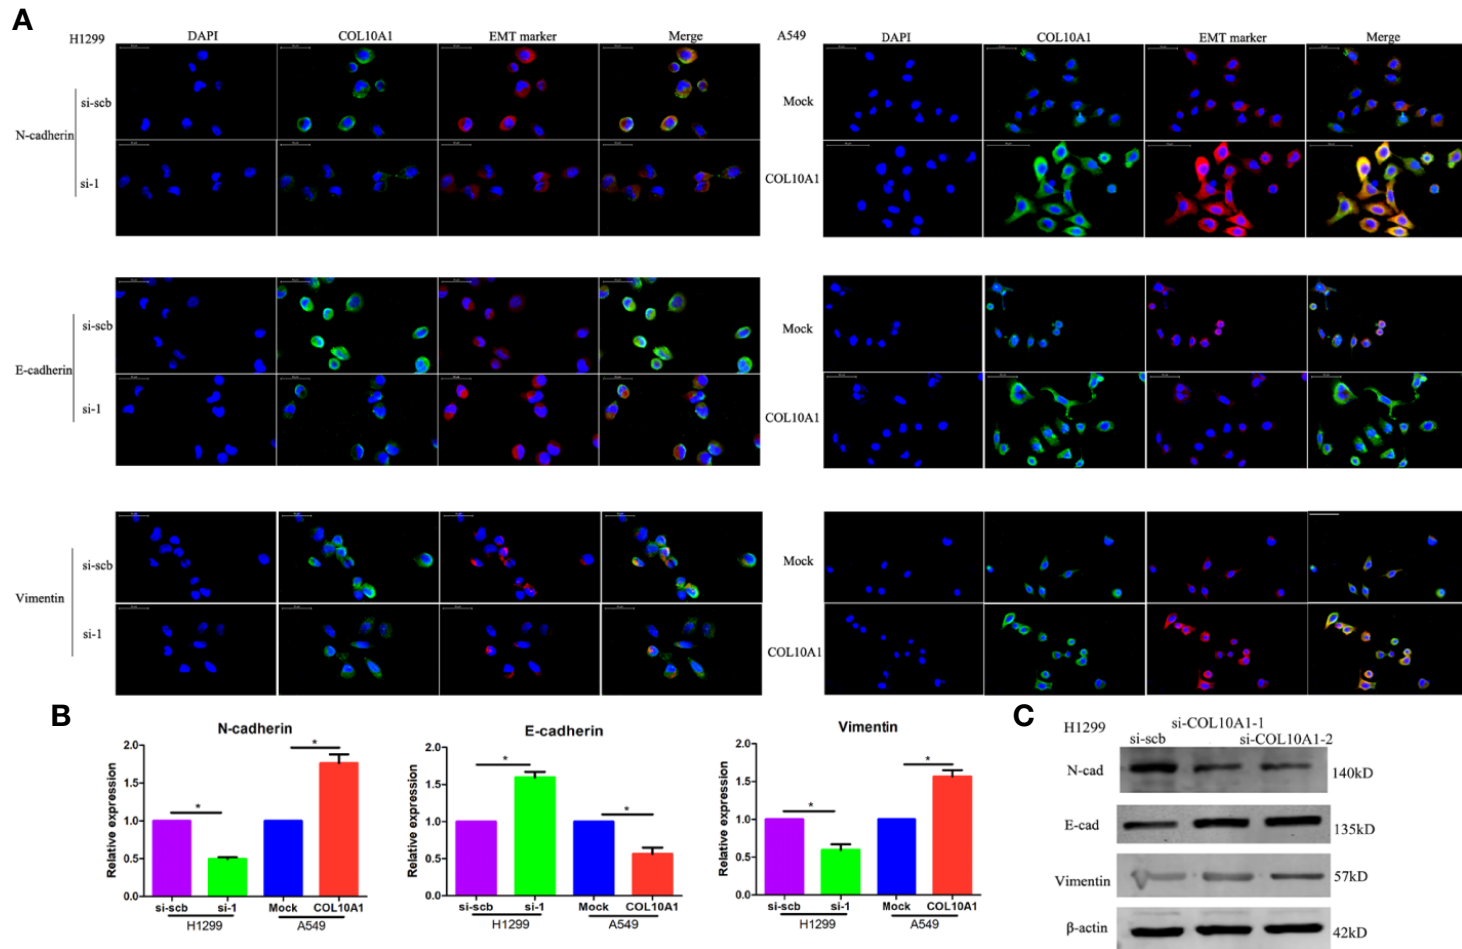 A
H1299 DAPI COL10A1 EMT marker Merge
A549 DAPI COL10A1 EMT marker Merge
si-scb
N-cadherin
si-1
Mock
COL10A1
si-scb
E-cadherin
si-1
Mock
COL10A1
si-scb
Vimentin
si-1
Mock
COL10A1
B
N-cadherin
Relative expression
2.0
1.5
1.0
0.5
0.0
*
*
si-scb si-1 Mock COL10A1
H1299 A549
E-cadherin
Relative expression
2.0
1.5
1.0
0.5
0.0
*
*
si-scb si-1 Mock COL10A1
H1299 A549
Vimentin
Relative expression
2.0
1.5
1.0
0.5
0.0
*
*
si-scb si-1 Mock COL10A1
H1299 A549
C
H1299 si-COL10A1-1
si-scb si-COL10A1-2
N-cad 140kD
E-cad 135kD
Vimentin 57kD
β-actin 42kD